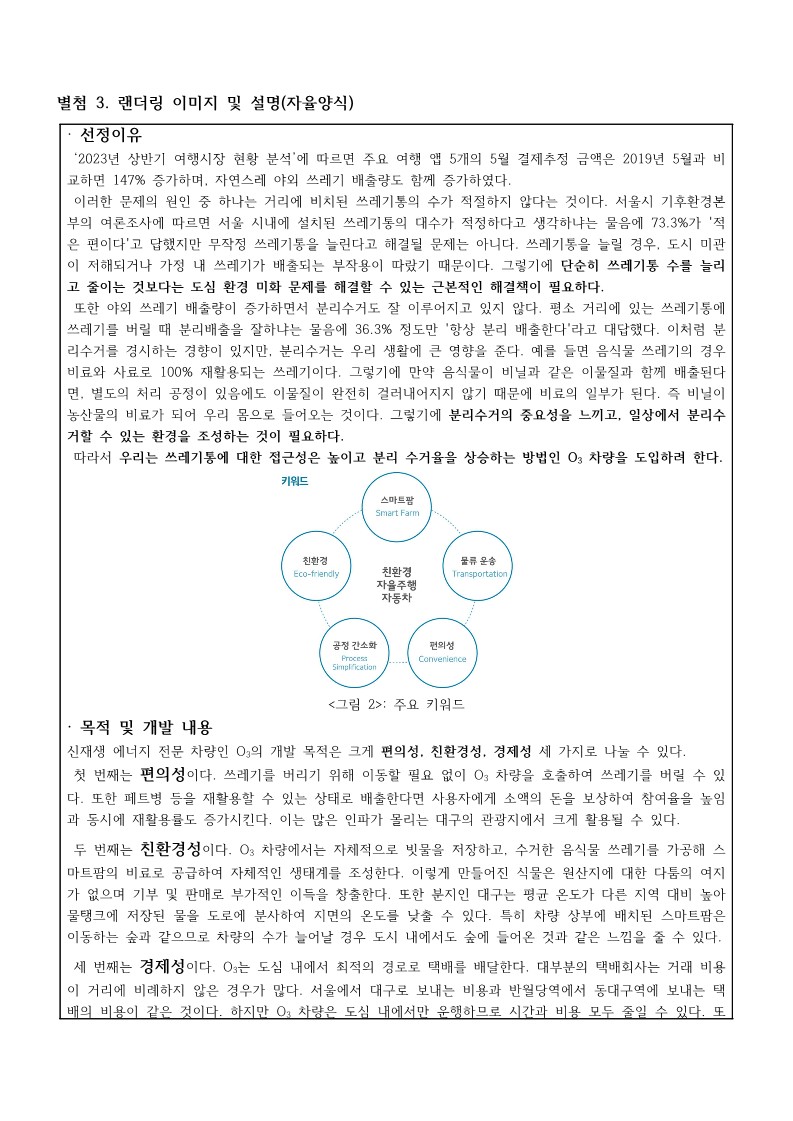 별첨 3. 랜더링 이미지 및 설명(자율양식)
· 선정이유
'2023년 상반기 여행시장 현황 분석'에 따르면 주요 여행 앱 5개의 5월 결제추정 금액은 2019년 5월과 비
교하면 147% 증가하며, 자연스레 야외 쓰레기 배출량도 함께 증가하였다.
이러한 문제의 원인 중 하나는 거리에 비치된 쓰레기통의 수가 적절하지 않다는 것이다. 서울시 기후환경본
부의 여론조사에 따르면 서울 시내에 설치된 쓰레기통의 대수가 적정하다고 생각하냐는 물음에 73.3%가 '적
은 편이다'고 답했지만 무작정 쓰레기통을 늘린다고 해결될 문제는 아니다. 쓰레기통을 늘릴 경우, 도시 미관
이 저해되거나 가정 내 쓰레기가 배출되는 부작용이 따랐기 때문이다. 그렇기에 단순히 쓰레기통 수를 늘리
고 줄이는 것보다는 도심 환경 미화 문제를 해결할 수 있는 근본적인 해결책이 필요하다.
또한 야외 쓰레기 배출량이 증가하면서 분리수거도 잘 이루어지고 있지 않다. 평소 거리에 있는 쓰레기통에
쓰레기를 버릴 때 분리배출을 잘하냐는 물음에 36.3% 정도만 '항상 분리 배출한다'라고 대답했다. 이처럼 분
리수거를 경시하는 경향이 있지만, 분리수거는 우리 생활에 큰 영향을 준다. 예를 들면 음식물 쓰레기의 경우
비료와 사료로 100% 재활용되는 쓰레기이다. 그렇기에 만약 음식물이 비닐과 같은 이물질과 함께 배출된다
면, 별도의 처리 공정이 있음에도 이물질이 완전히 걸러내어지지 않기 때문에 비료의 일부가 된다. 즉 비닐이
농산물의 비료가 되어 우리 몸으로 들어오는 것이다. 그렇기에 분리수거의 중요성을 느끼고, 일상에서 분리수
거할 수 있는 환경을 조성하는 것이 필요하다.
따라서 우리는 쓰레기통에 대한 접근성은 높이고 분리 수거율을 상승하는 방법인 O₃ 차량을 도입하려 한다.
키워드
스마트팜
Smart Farm
친환경
Eco-friendly
물류 운송
Transportation
친환경
자율주행
자동차
공정 간소화
Process
Simplification
편의성
Convenience
<그림 2>: 주요 키워드
· 목적 및 개발 내용
신재생 에너지 전문 차량인 O₃의 개발 목적은 크게 편의성, 친환경성, 경제성 세 가지로 나눌 수 있다.
첫 번째는 편의성이다. 쓰레기를 버리기 위해 이동할 필요 없이 O₃ 차량을 호출하여 쓰레기를 버릴 수 있
다. 또한 페트병 등을 재활용할 수 있는 상태로 배출한다면 사용자에게 소액의 돈을 보상하여 참여율을 높임
과 동시에 재활용률도 증가시킨다. 이는 많은 인파가 몰리는 대구의 관광지에서 크게 활용될 수 있다.
두 번째는 친환경성이다. O₃ 차량에서는 자체적으로 빗물을 저장하고, 수거한 음식물 쓰레기를 가공해 스
마트팜의 비료로 공급하여 자체적인 생태계를 조성한다. 이렇게 만들어진 식물은 원산지에 대한 다툼의 여지
가 없으며 기부 및 판매로 부가적인 이득을 창출한다. 또한 분지인 대구는 평균 온도가 다른 지역 대비 높아
물탱크에 저장된 물을 도로에 분사하여 지면의 온도를 낮출 수 있다. 특히 차량 상부에 배치된 스마트팜은
이동하는 숲과 같으므로 차량의 수가 늘어날 경우 도시 내에서도 숲에 들어온 것과 같은 느낌을 줄 수 있다.
세 번째는 경제성이다. O₃는 도심 내에서 최적의 경로로 택배를 배달한다. 대부분의 택배회사는 거래 비용
이 거리에 비례하지 않은 경우가 많다. 서울에서 대구로 보내는 비용과 반월당역에서 동대구역에 보내는 택
배의 비용이 같은 것이다. 하지만 O₃ 차량은 도심 내에서만 운행하므로 시간과 비용 모두 줄일 수 있다. 또